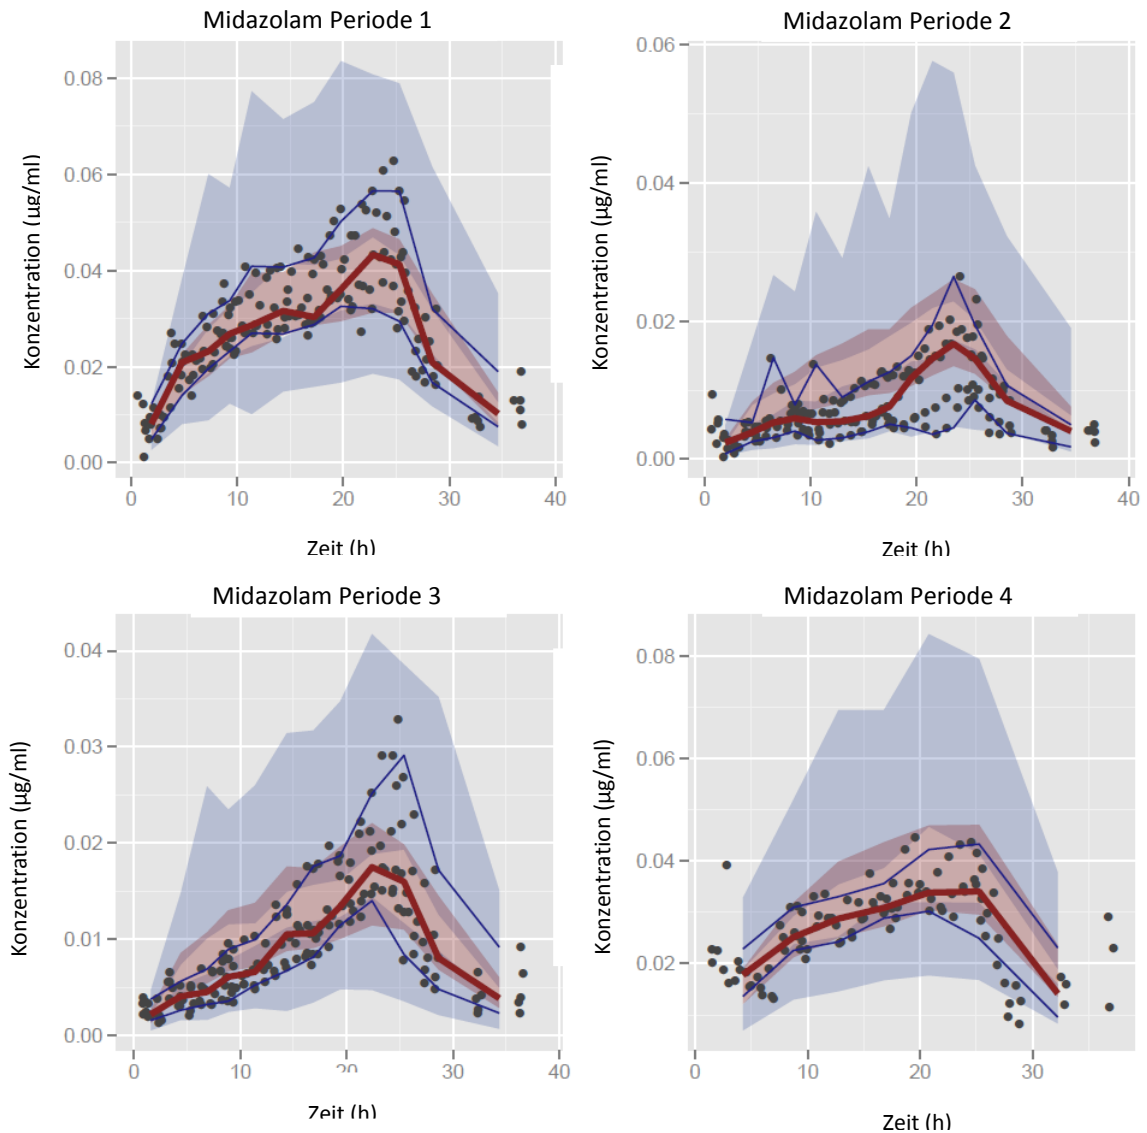 Midazolam Periode 1
Konzentration (µg/ml)
0.08
0.06
0.04
0.02
0.00
0 10 20 30 40
Zeit (h)
Midazolam Periode 2
Konzentration (µg/ml)
0.06
0.04
0.02
0.00
0 10 20 30 40
Zeit (h)
Midazolam Periode 3
Konzentration (µg/ml)
0.04
0.03
0.02
0.01
0.00
0 10 20 30 40
Zeit (h)
Midazolam Periode 4
Konzentration (µg/ml)
0.08
0.06
0.04
0.02
0 10 20 30
Zeit (h)